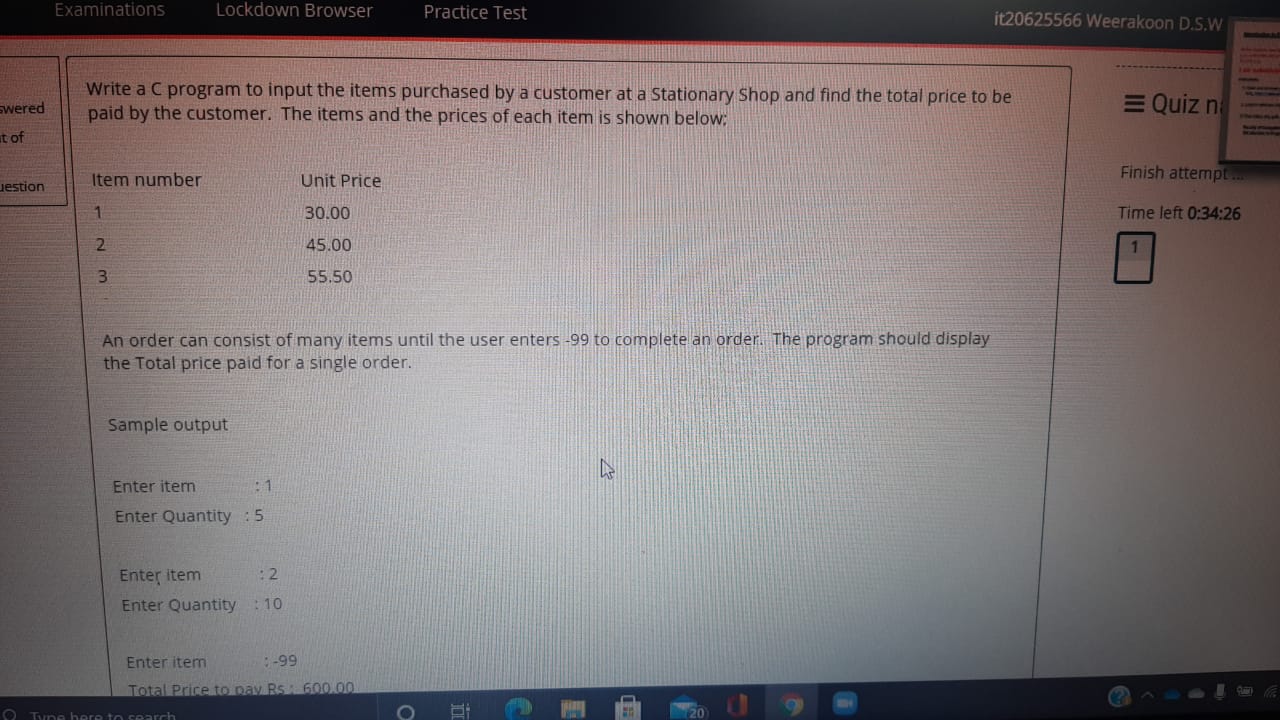 Examinations Lockdown Browser Practice Test
it20625566 Weerakoon D.S.W
swered
t of
uestion
Write a C program to input the items purchased by a customer at a Stationary Shop and find the total price to be
paid by the customer. The items and the prices of each item is shown below;
Item number Unit Price
1 30.00
2 45.00
3 55.50
An order can consist of many items until the user enters -99 to complete an order. The program should display
the Total price paid for a single order.
Sample output
Enter item : 1
Enter Quantity : 5
Enter item : 2
Enter Quantity : 10
Enter item : -99
Total Price to pay Rs : 600.00
Quiz n
Finish attempt ...
Time left 0:34:26
1
Type here to search
20